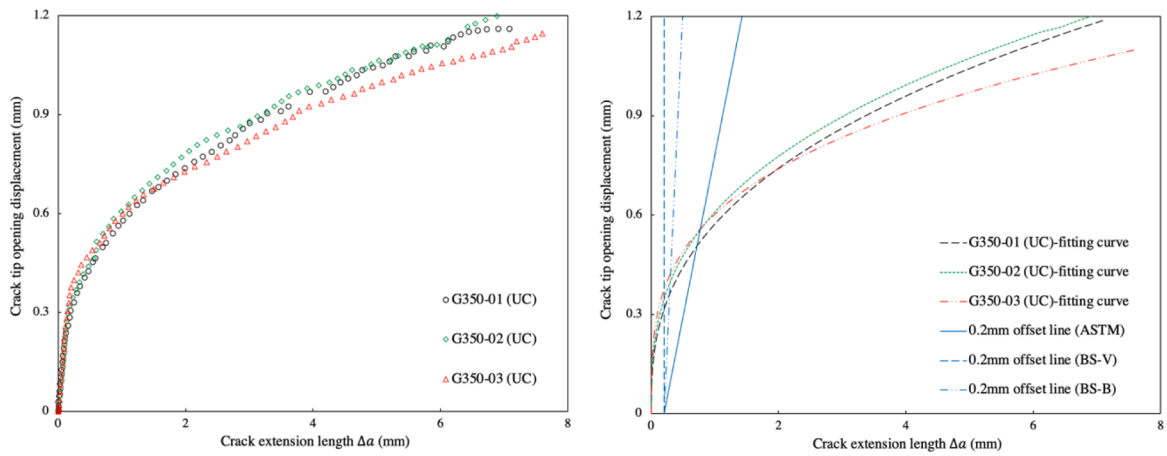 1.2
0.9
0.6
0.3
0
Crack tip opening displacement (mm)
G350-01 (UC)
G350-02 (UC)
G350-03 (UC)
0
2
4
6
8
Crack extension length Δa (mm)
1.2
0.9
0.6
0.3
0
Crack tip opening displacement (mm)
G350-01 (UC)-fitting curve
G350-02 (UC)-fitting curve
G350-03 (UC)-fitting curve
0.2mm offset line (ASTM)
0.2mm offset line (BS-V)
0.2mm offset line (BS-B)
0
2
4
6
8
Crack extension length Δa (mm)